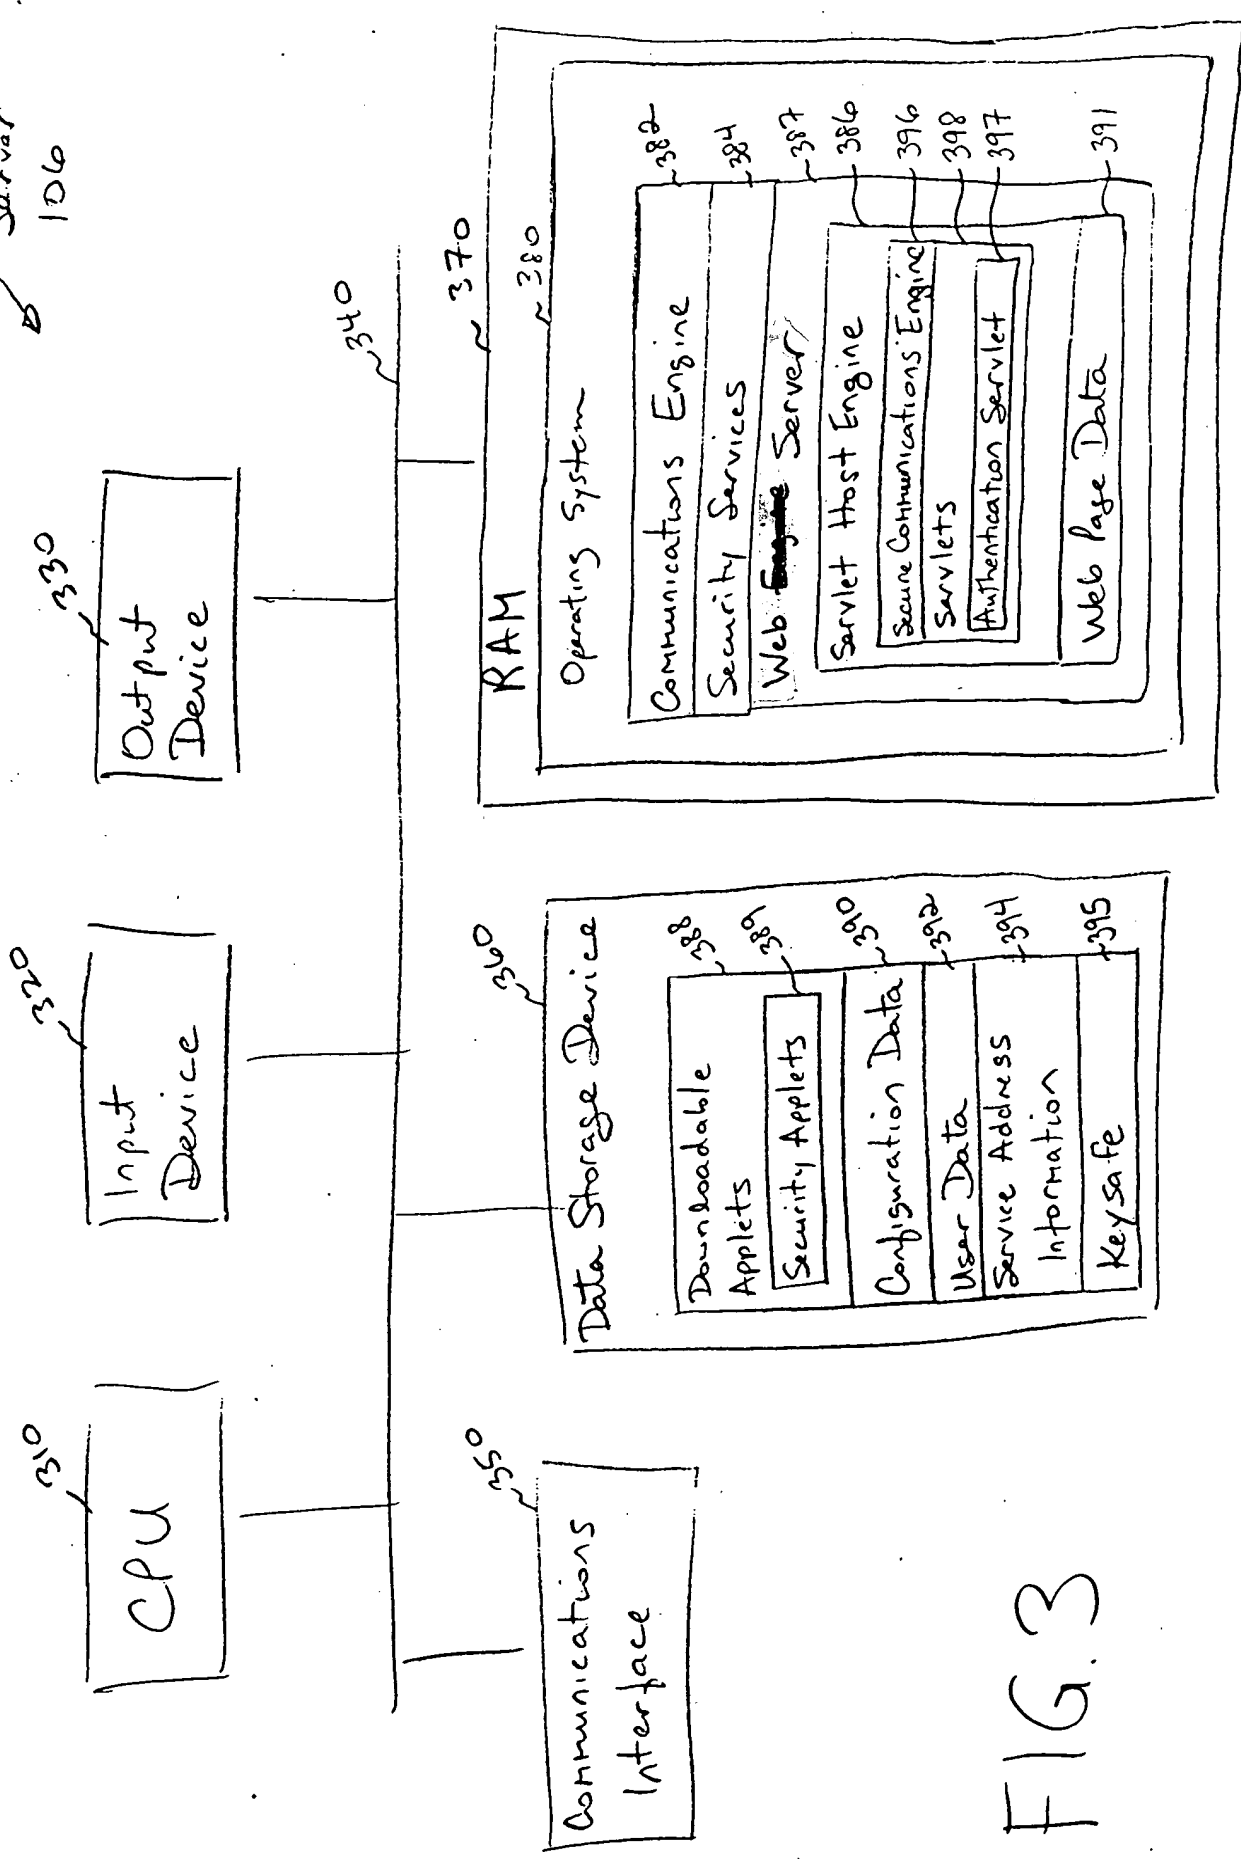 Server
106
310
CPU
320
Input
Device
330
Output
Device
340
350
Communications
Interface
360
Data Storage Device
Downloadable
Applets
388
Security Applets
389
Configuration Data
390
User Data
392
Service Address
Information
394
Keysafe
395
370
RAM
380
Operating System
Communications Engine
382
Security Services
384
Web Server
387
Servlet Host Engine
386
Secure Communications Engine
396
Servlets
398
Authentication Servlet
397
Web Page Data
391
FIG. 3